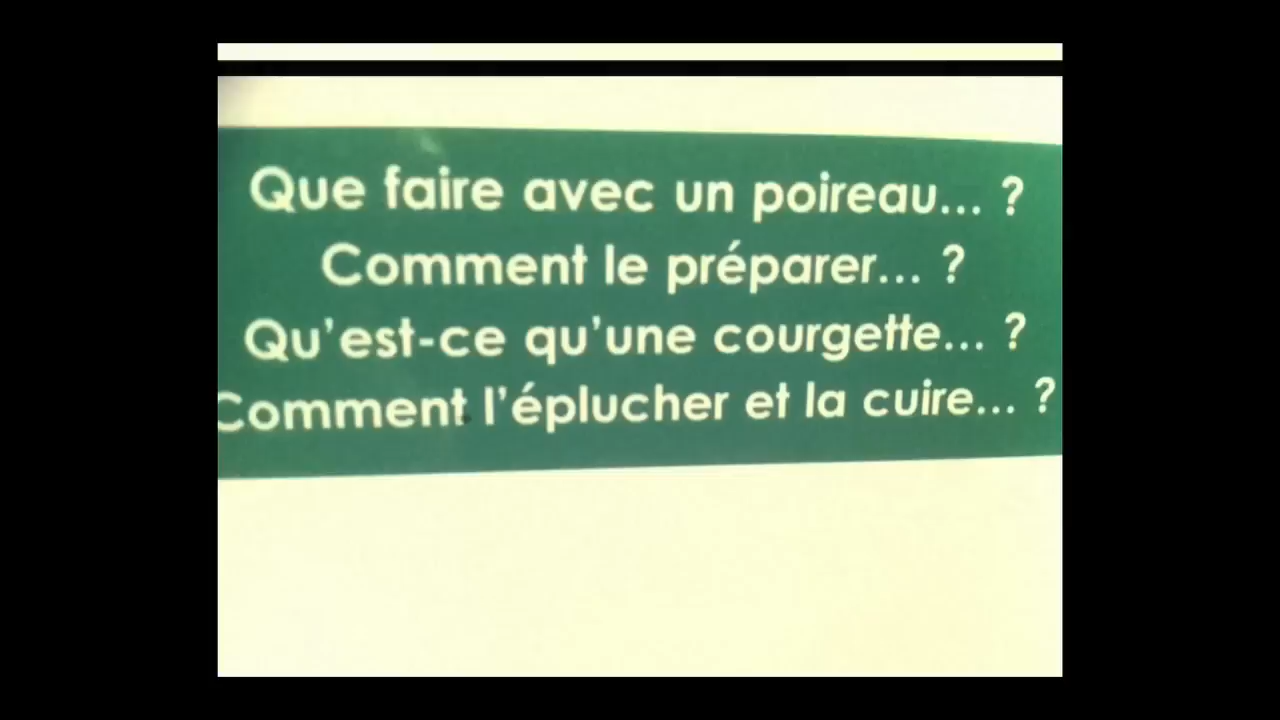 Que faire avec un poireau... ?
Comment le préparer... ?
Qu'est-ce qu'une courgette... ?
Comment l'éplucher et la cuire... ?